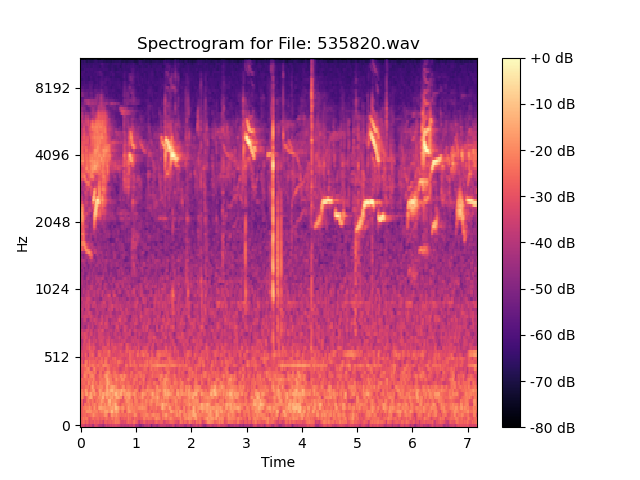 Spectrogram for File: 535820.wav
Hz
8192
4096
2048
1024
512
0
0 1 2 3 4 5 6 7
Time
+0 dB
-10 dB
-20 dB
-30 dB
-40 dB
-50 dB
-60 dB
-70 dB
-80 dB